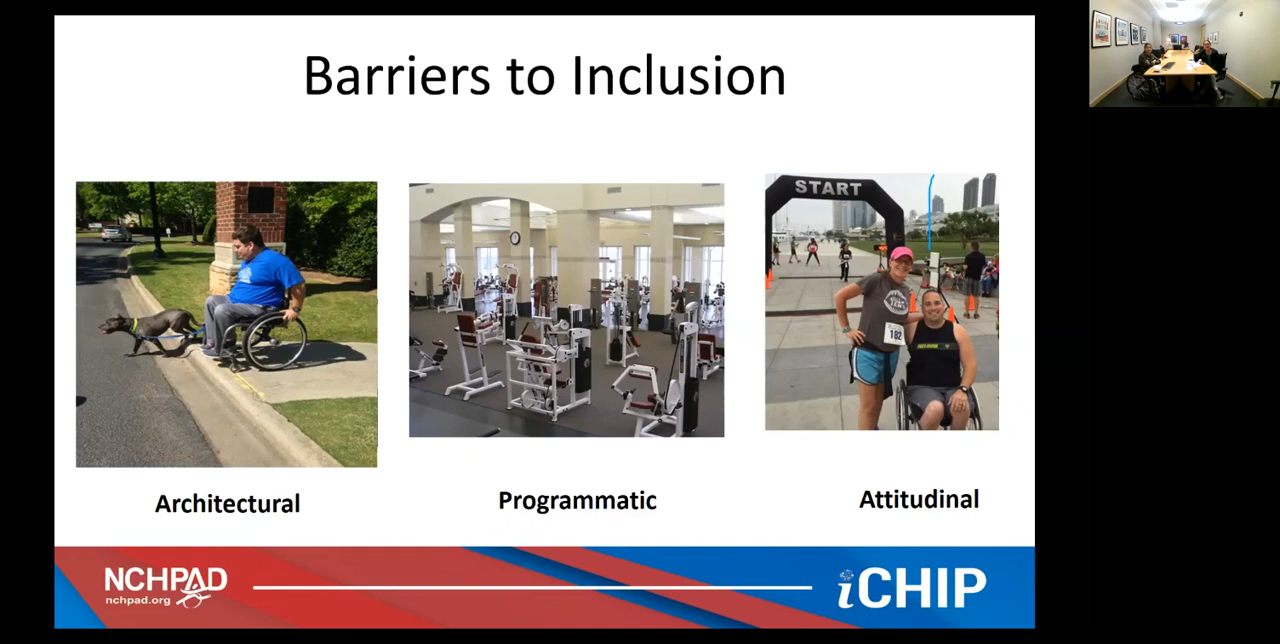 Barriers to Inclusion
START
182
Architectural
Programmatic
Attitudinal
NCHPAD
nchpad.org
iCHIP